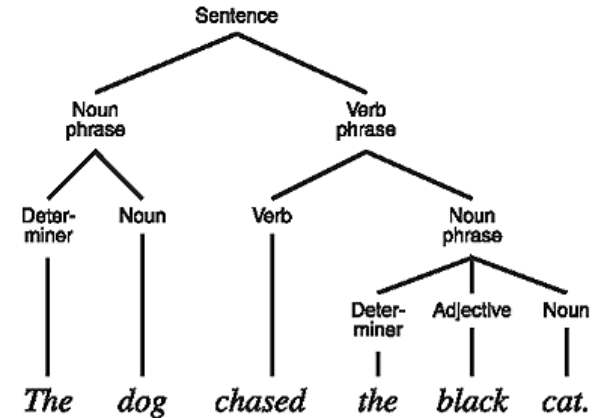 Sentence
Noun phrase
Verb phrase
Deter-
miner
Noun
Verb
Noun phrase
Deter-
miner
Adjective
Noun
The dog chased the black cat.